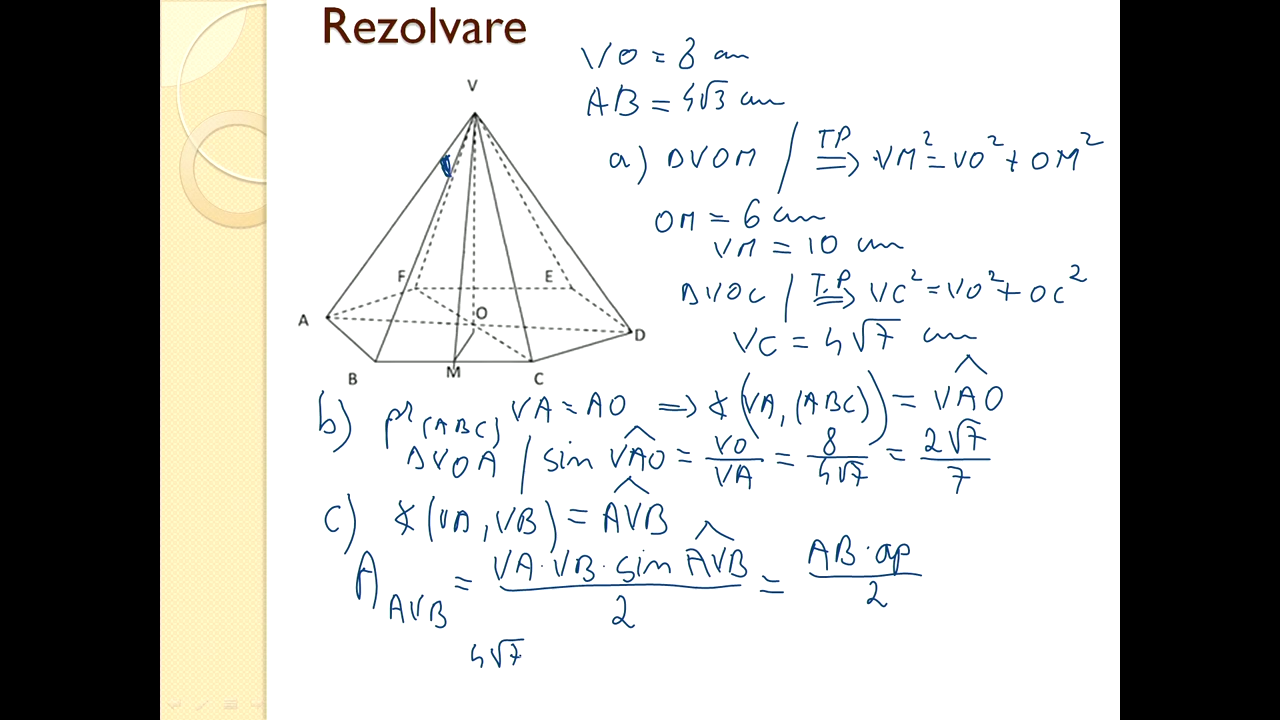 Rezolvare
VO = 8 cm
AB = 4√3 cm
a) ΔVOM / T.P ⟹ VM² = VO² + OM²
OM = 6 cm
VM = 10 cm
ΔVOC / T.P ⟹ VC² = VO² + OC²
VC = 4√7 cm
V
F
E
A
O
D
B
M
C
b) pr(ABC) VA = AO ⟹ ∢(VA, (ABC)) = VAO^
ΔVOA / sin VAO^ = VO/VA = 8/4√7 = 2√7/7
c) ∢(VA, VB) = AVB^
A AVB = VA·VB·sin AVB^/2 = AB·ap/2
4√7